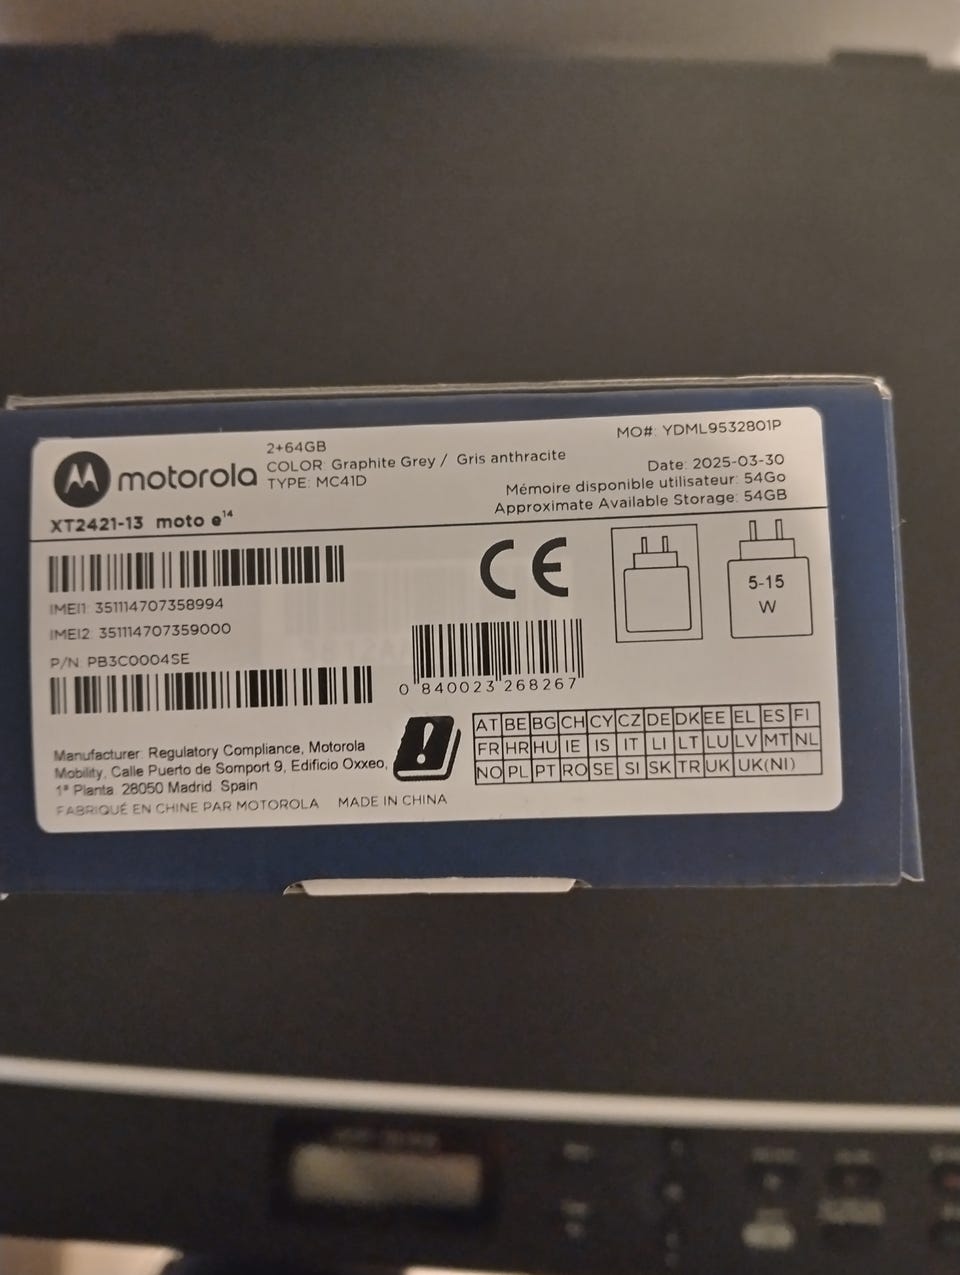 motorola
2+64GB
COLOR: Graphite Grey / Gris anthracite
TYPE: MC41D
XT2421-13 moto e¹⁴
MO#: YDML9532801P
Date: 2025-03-30
Mémoire disponible utilisateur: 54Go
Approximate Available Storage: 54GB
IMEI1: 351114707358994
IMEI2: 351114707359000
P/N: PB3C0004SE
CE
5-15
W
0 840023 268267
Manufacturer: Regulatory Compliance, Motorola
Mobility, Calle Puerto de Somport 9, Edificio Oxxeo,
1ª Planta. 28050 Madrid. Spain
FABRIQUÉ EN CHINE PAR MOTOROLA MADE IN CHINA
!
AT BE BG CH CY CZ DE DK EE EL ES FI
FR HR HU IE IS IT LI LT LU LV MT NL
NO PL PT RO SE SI SK TR UK UK(NI)